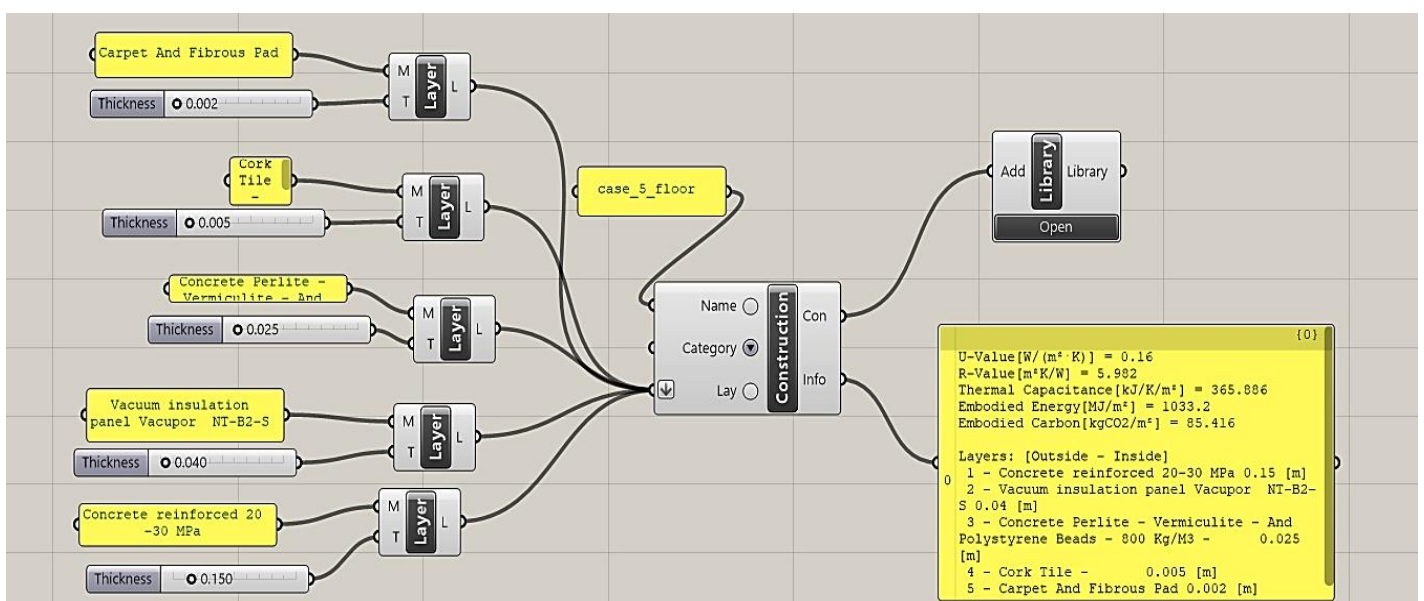 Carpet And Fibrous Pad
M
T
Layer
L
Thickness
0.002
Cork
Tile
-
M
T
Layer
L
Thickness
0.005
Concrete Perlite -
Vermiculite - And
M
T
Layer
L
Thickness
0.025
Vacuum insulation
panel Vacupor  NT-B2-S
M
T
Layer
L
Thickness
0.040
Concrete reinforced 20
-30 MPa
M
T
Layer
L
Thickness
0.150
case_5_floor
Name
Category
Lay
Construction
Con
Info
Add
Library
Library
Open
{0}
0
U-Value[W/(m²·K)] = 0.16
R-Value[m²K/W] = 5.982
Thermal Capacitance[kJ/K/m²] = 365.886
Embodied Energy[MJ/m²] = 1033.2
Embodied Carbon[kgCO2/m²] = 85.416
Layers: [Outside - Inside]
1 - Concrete reinforced 20-30 MPa 0.15 [m]
2 - Vacuum insulation panel Vacupor  NT-B2-
S 0.04 [m]
3 - Concrete Perlite - Vermiculite - And
Polystyrene Beads - 800 Kg/M3 -      0.025
[m]
4 - Cork Tile -      0.005 [m]
5 - Carpet And Fibrous Pad 0.002 [m]